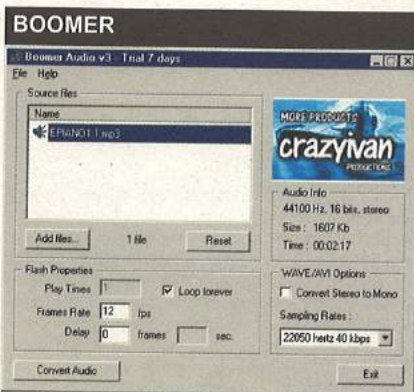 BOOMER
Boomer Audio v3 - Trial 7 days
File Help
Source files
Name
EPIANO1 1.mp3
Add files... 1 file Reset
MORE PRODUCTS
crazyivan
PRODUCTIONS
Audio Info
44100 Hz, 16 bits, stereo
Size : 1607 Kb
Time : 00:02:17
Flash Properties
Play Times 1 Loop forever
Frames Rate 12 fps
Delay 0 frames sec.
WAVE/AVI Options
Convert Stereo to Mono
Sampling Rates :
22050 hertz 40 kbps
Convert Audio Exit